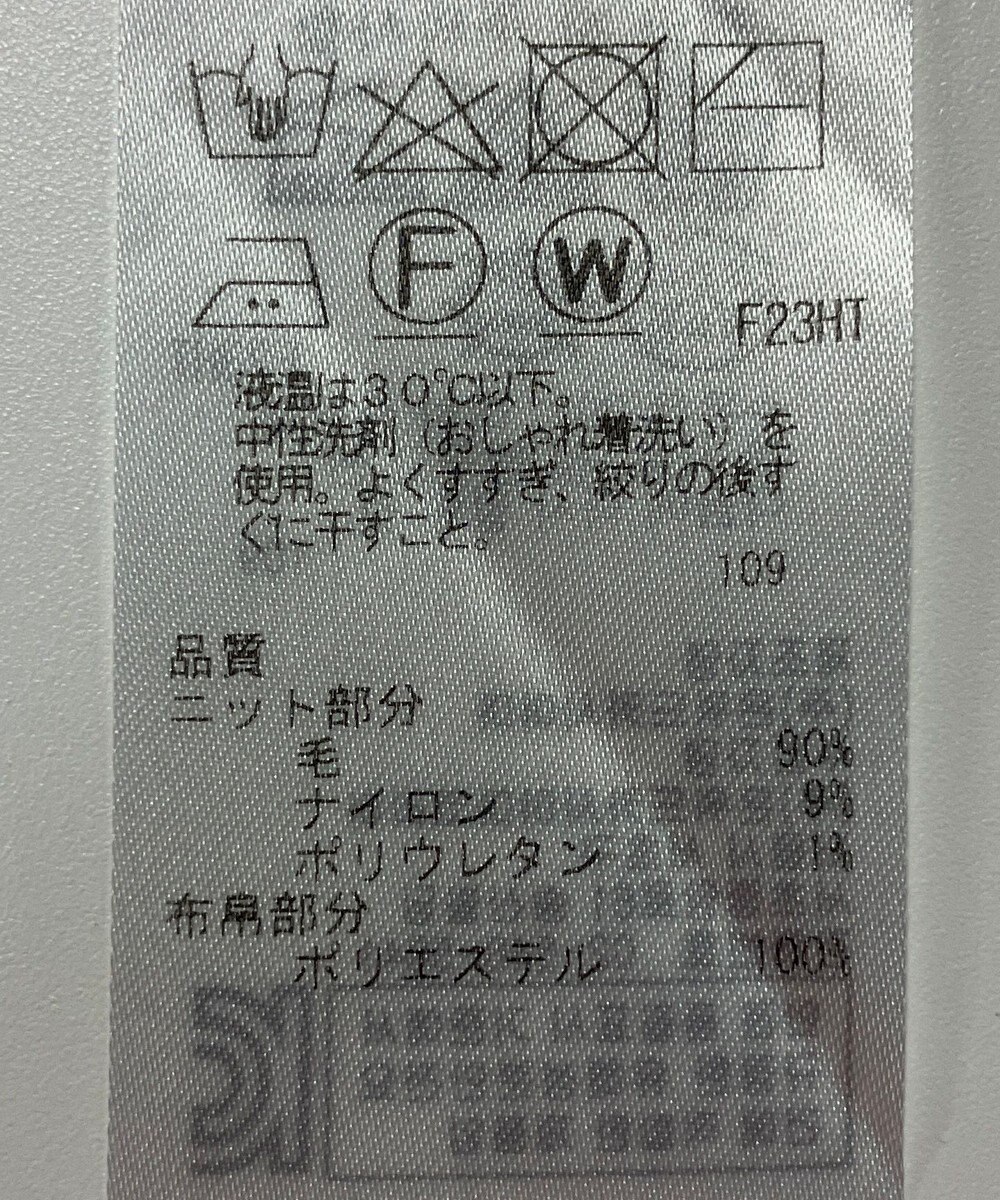 F
W
F23HT
液温は30℃以下。
中性洗剤(おしゃれ着洗い)を
使用。よくすすぎ、絞りの後す
ぐに干すこと。
109
品質
ニット部分
毛 90%
ナイロン 9%
ポリウレタン 1%
布帛部分
ポリエステル 100%